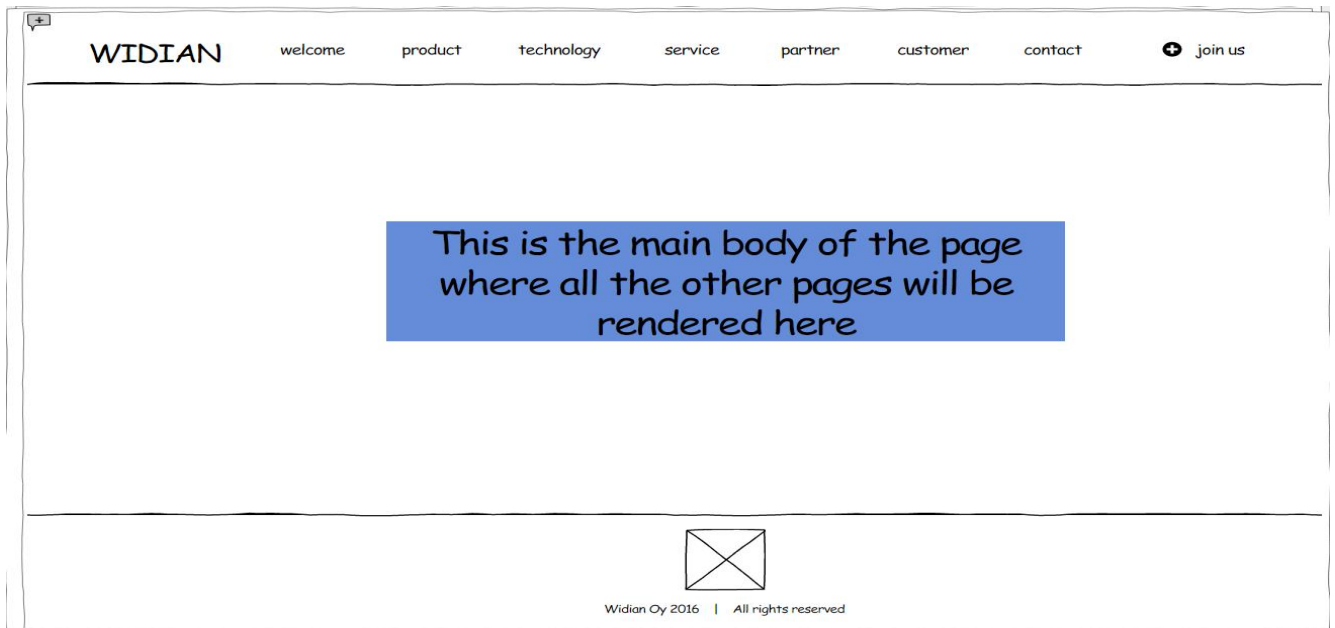 WIDIAN welcome product technology service partner customer contact join us
This is the main body of the page
where all the other pages will be
rendered here
Widian Oy 2016 | All rights reserved